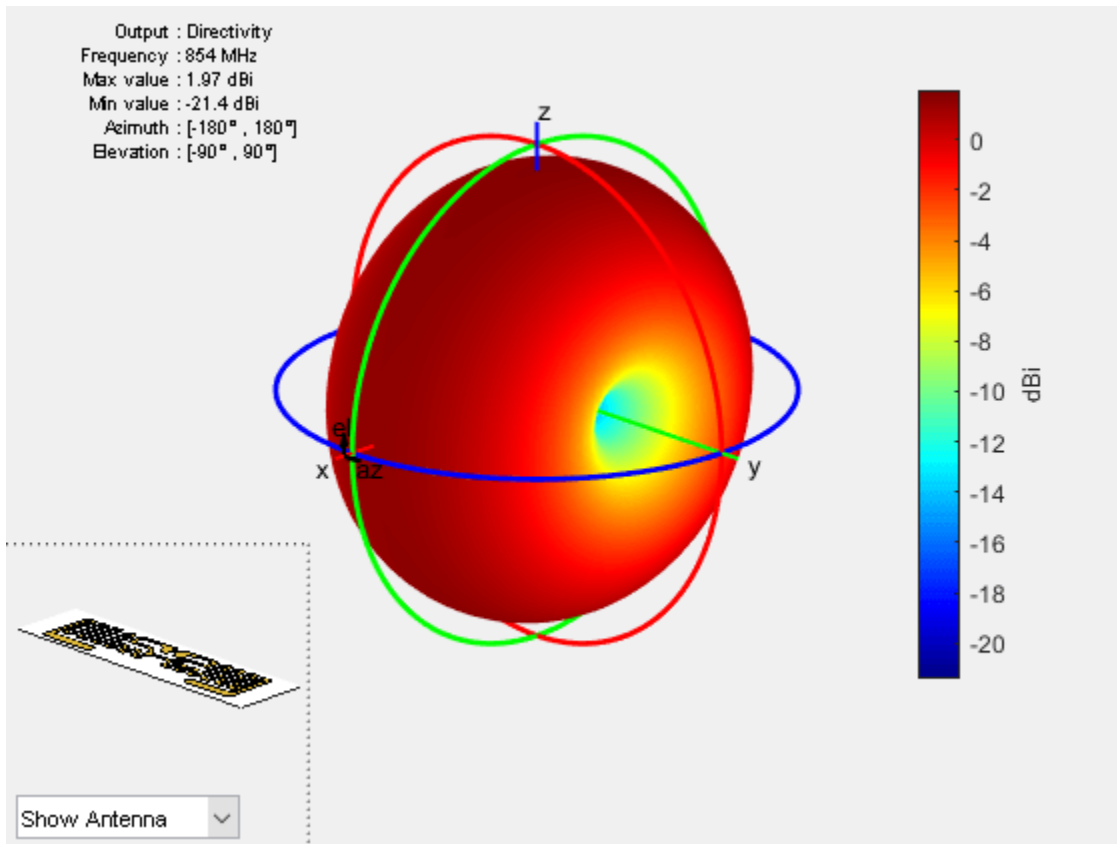 Output : Directivity
Frequency : 854 MHz
Max value : 1.97 dBi
Min value : -21.4 dBi
Azimuth : [-180° , 180°]
Elevation : [-90° , 90°]
z
x
el
az
y
0
-2
-4
-6
-8
-10
-12
-14
-16
-18
-20
dBi
Show Antenna